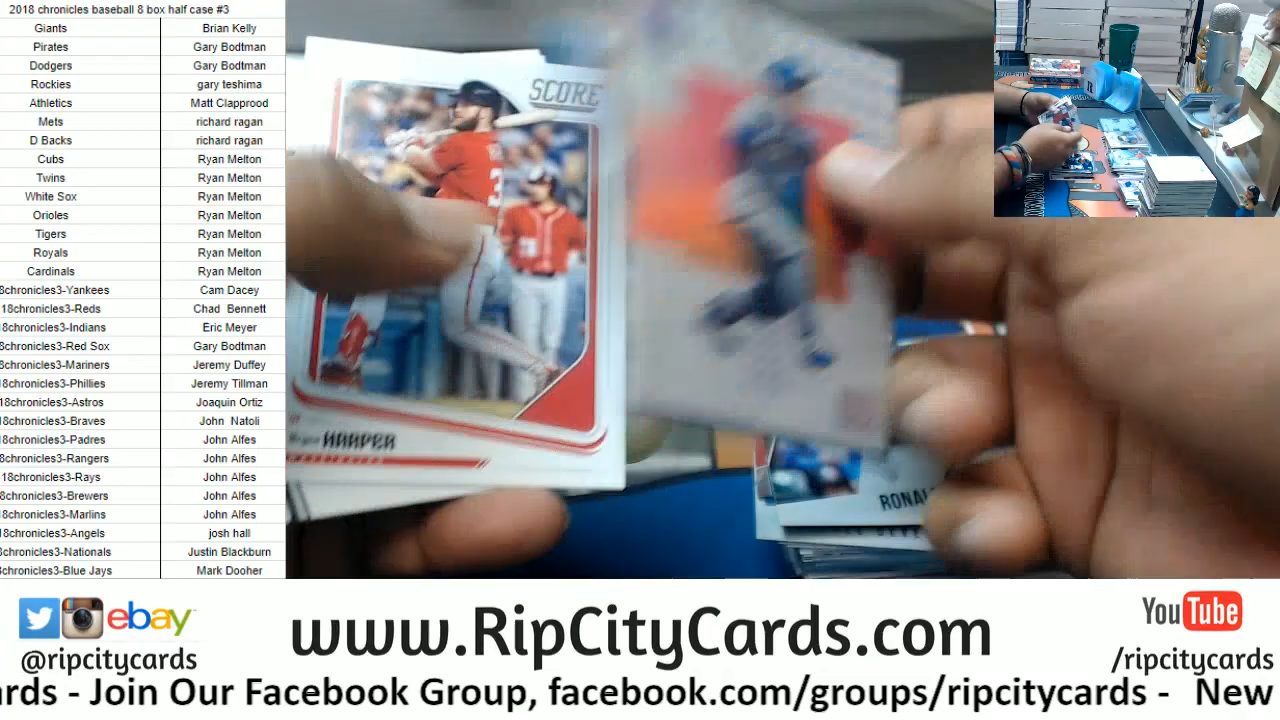 2018 chronicles baseball 8 box half case #3
Giants Brian Kelly
Pirates Gary Bodtman
Dodgers Gary Bodtman
Rockies gary teshima
Athletics Matt Clapprood
Mets richard ragan
D Backs richard ragan
Cubs Ryan Melton
Twins Ryan Melton
White Sox Ryan Melton
Orioles Ryan Melton
Tigers Ryan Melton
Royals Ryan Melton
Cardinals Ryan Melton
8chronicles3-Yankees Cam Dacey
18chronicles3-Reds Chad Bennett
8chronicles3-Indians Eric Meyer
8chronicles3-Red Sox Gary Bodtman
8chronicles3-Mariners Jeremy Duffey
8chronicles3-Phillies Jeremy Tillman
18chronicles3-Astros Joaquin Ortiz
8chronicles3-Braves John Natoli
8chronicles3-Padres John Alfes
8chronicles3-Rangers John Alfes
18chronicles3-Rays John Alfes
8chronicles3-Brewers John Alfes
8chronicles3-Marlins John Alfes
18chronicles3-Angels josh hall
8chronicles3-Nationals Justin Blackburn
8chronicles3-Blue Jays Mark Dooher
SCORE
HARPER
RONAL
ebay
@ripcitycards
www.RipCityCards.com
YouTube
/ripcitycards
ards - Join Our Facebook Group, facebook.com/groups/ripcitycards - New